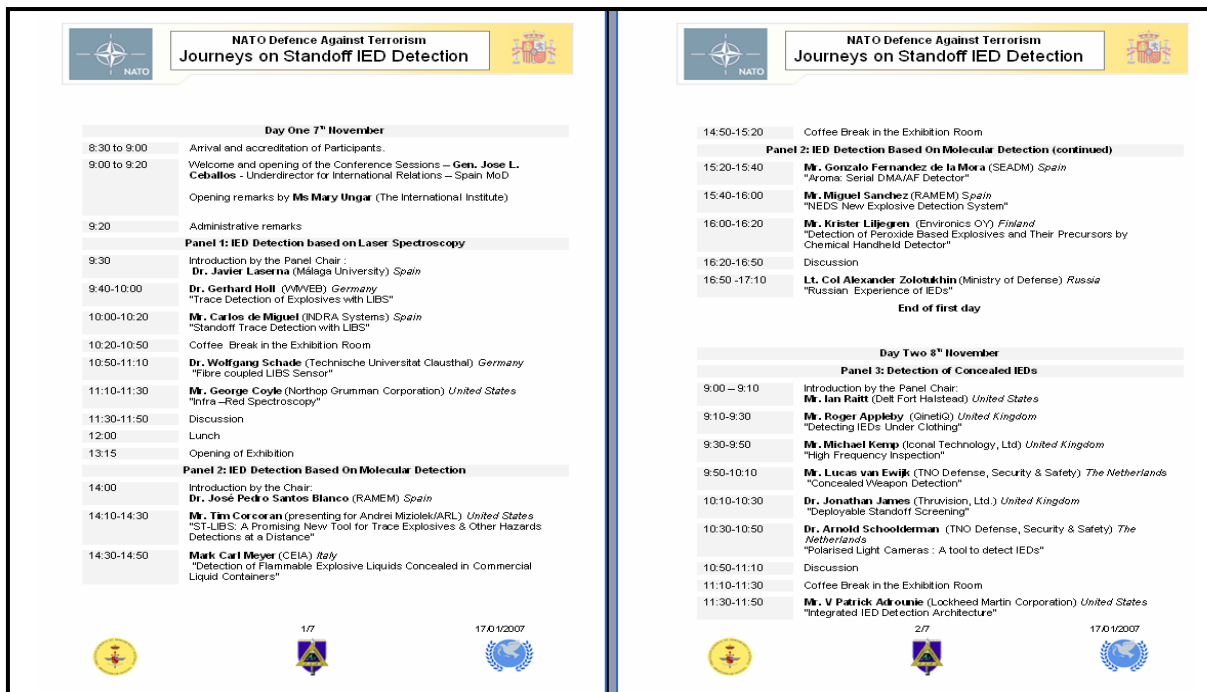 NATO Defence Against Terrorism
Journeys on Standoff IED Detection
NATO
Day One 7th November
8:30 to 9:00 Arrival and accreditation of Participants.
9:00 to 9:20 Welcome and opening of the Conference Sessions – Gen. Jose L.
Ceballos - Underdirector for International Relations – Spain MoD
Opening remarks by Ms Mary Ungar (The International Institute)
9:20 Administrative remarks
Panel 1: IED Detection based on Laser Spectroscopy
9:30 Introduction by the Panel Chair :
Dr. Javier Laserna (Málaga University) Spain
9:40-10:00 Dr. Gerhard Holl (WIWEB) Germany
"Trace Detection of Explosives with LIBS"
10:00-10:20 Mr. Carlos de Miguel (INDRA Systems) Spain
"Standoff Trace Detection with LIBS"
10:20-10:50 Coffee Break in the Exhibition Room
10:50-11:10 Dr. Wolfgang Schade (Technische Universitat Clausthal) Germany
"Fibre coupled LIBS Sensor"
11:10-11:30 Mr. George Coyle (Northop Grumman Corporation) United States
"Infra –Red Spectroscopy"
11:30-11:50 Discussion
12:00 Lunch
13:15 Opening of Exhibition
Panel 2: IED Detection Based On Molecular Detection
14:00 Introduction by the Chair:
Dr. José Pedro Santos Blanco (RAMEM) Spain
14:10-14:30 Mr. Tim Corcoran (presenting for Andrei Miziolek/ARL) United States
"ST-LIBS: A Promising New Tool for Trace Explosives & Other Hazards
Detections at a Distance"
14:30-14:50 Mark Carl Meyer (CEIA) Italy
"Detection of Flammable Explosive Liquids Concealed in Commercial
Liquid Containers"
1/7 17/01/2007
NATO Defence Against Terrorism
Journeys on Standoff IED Detection
NATO
14:50-15:20 Coffee Break in the Exhibition Room
Panel 2: IED Detection Based On Molecular Detection (continued)
15:20-15:40 Mr. Gonzalo Fernandez de la Mora (SEADM) Spain
"Aroma: Serial DMA/AF Detector"
15:40-16:00 Mr. Miguel Sanchez (RAMEM) Spain
"NEDS New Explosive Detection System"
16:00-16:20 Mr. Krister Liljegren (Environics OY) Finland
"Detection of Peroxide Based Explosives and Their Precursors by
Chemical Handheld Detector"
16:20-16:50 Discussion
16:50 -17:10 Lt. Col Alexander Zolotukhin (Ministry of Defense) Russia
"Russian Experience of IEDs"
End of first day
Day Two 8th November
Panel 3: Detection of Concealed IEDs
9:00 – 9:10 Introduction by the Panel Chair:
Mr. Ian Raitt (Delt Fort Halstead) United States
9:10-9:30 Mr. Roger Appleby (QinetiQ) United Kingdom
"Detecting IEDs Under Clothing"
9:30-9:50 Mr. Michael Kemp (Iconal Technology, Ltd) United Kingdom
"High Frequency Inspection"
9:50-10:10 Mr. Lucas van Ewijk (TNO Defense, Security & Safety) The Netherlands
"Concealed Weapon Detection"
10:10-10:30 Dr. Jonathan James (Thruvision, Ltd.) United Kingdom
"Deployable Standoff Screening"
10:30-10:50 Dr. Arnold Schoolderman (TNO Defense, Security & Safety) The
Netherlands
"Polarised Light Cameras : A tool to detect IEDs"
10:50-11:10 Discussion
11:10-11:30 Coffee Break in the Exhibition Room
11:30-11:50 Mr. V Patrick Adrounie (Lockheed Martin Corporation) United States
"Integrated IED Detection Architecture"
2/7 17/01/2007